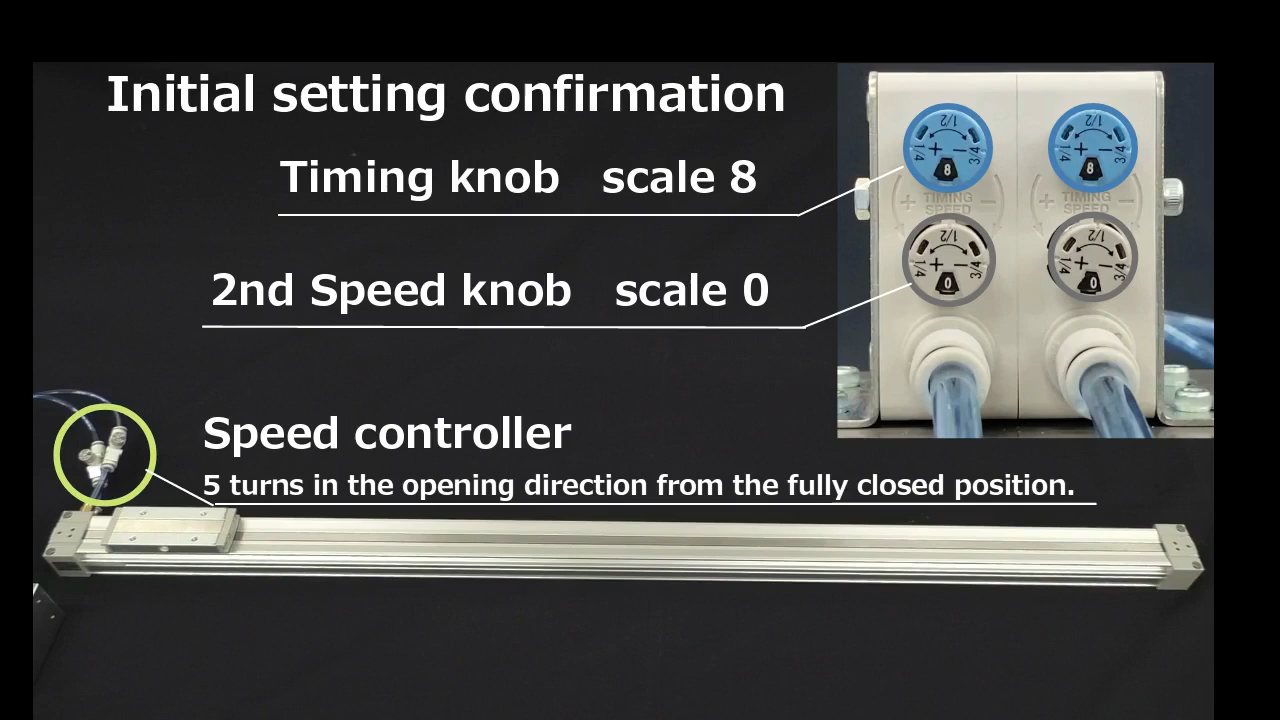 Initial setting confirmation
Timing knob scale 8
2nd Speed knob scale 0
Speed controller
5 turns in the opening direction from the fully closed position.
1/2 1/2
1/4 + − 3/4 1/4 + − 3/4
8 8
+ TIMING − + TIMING −
SPEED SPEED
1/2 1/2
1/4 + − 3/4 1/4 + − 3/4
0 0